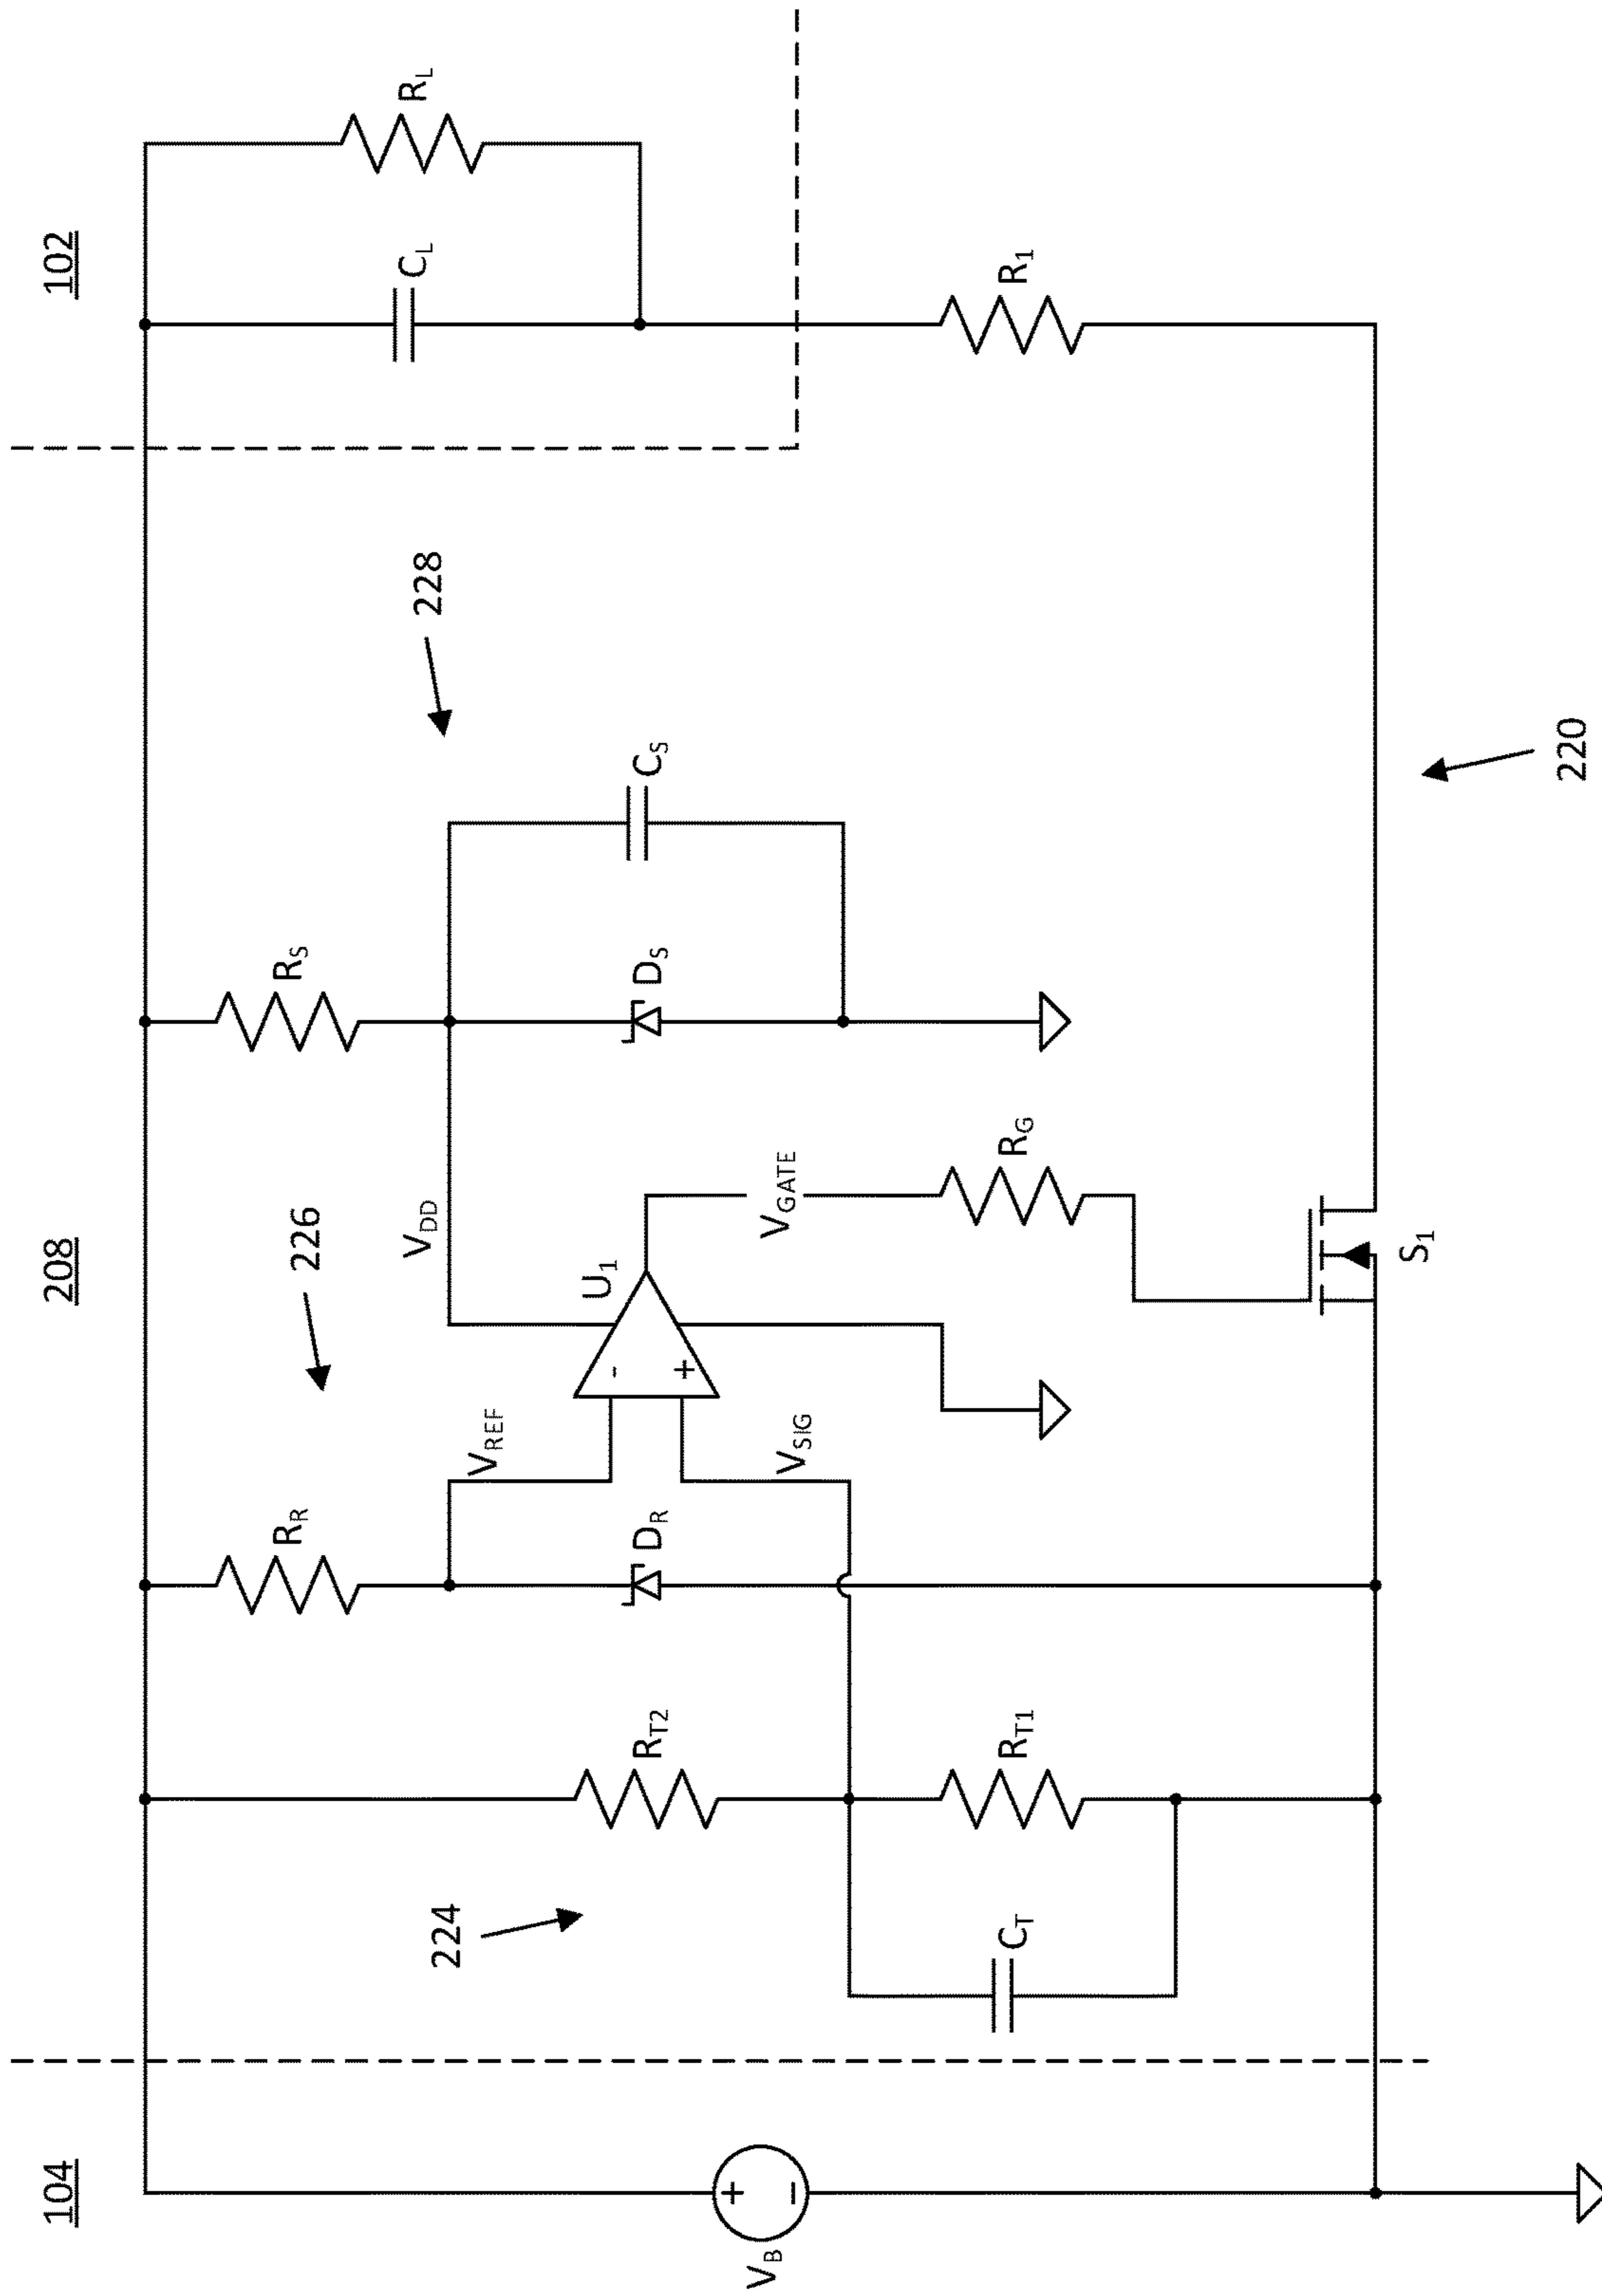 104
208
102
V_B
+
−
224
C_T
R_T2
R_T1
R_R
D_R
226
V_REF
V_SIG
-
+
U_1
V_DD
V_GATE
R_G
S_1
R_S
D_S
C_S
228
220
C_L
R_L
R_1